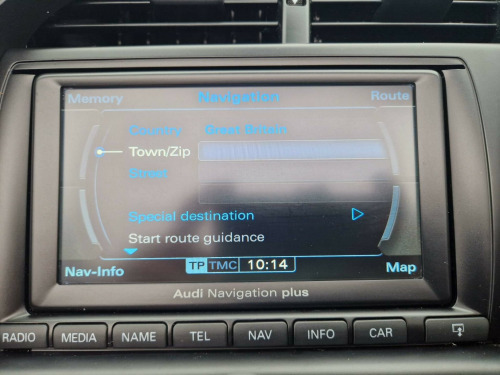 Memory Navigation Route
Country Great Britain
Town/Zip
Street
Special destination
Start route guidance
Nav-Info TP TMC 10:14 Map
Audi Navigation plus
RADIO MEDIA NAME TEL NAV INFO CAR